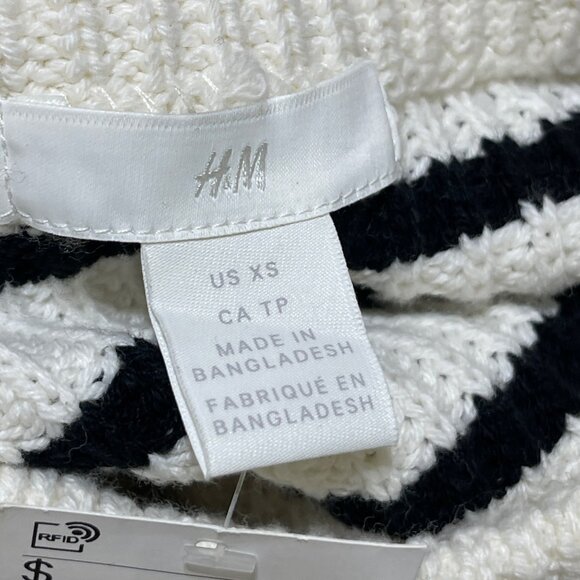 H&M
US XS
CA TP
MADE IN
BANGLADESH
FABRIQUÉ EN
BANGLADESH
RFID
$